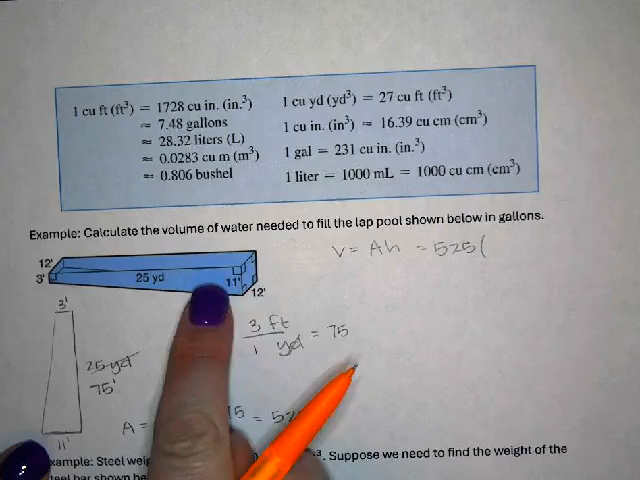 1 cu ft (ft³) = 1728 cu in. (in.³)
≈ 7.48 gallons
≈ 28.32 liters (L)
≈ 0.0283 cu m (m³)
≈ 0.806 bushel
1 cu yd (yd³) = 27 cu ft (ft³)
1 cu in. (in³) ≈ 16.39 cu cm (cm³)
1 gal = 231 cu in. (in.³)
1 liter = 1000 mL = 1000 cu cm (cm³)
Example: Calculate the volume of water needed to fill the lap pool shown below in gallons.
V = Ah = 525(
12'
3'
25 yd
11'
12'
3'
25 yd
75'
11'
3 ft
1 yd = 75
A =
= 52
xample: Steel
. Suppose we need to find the weight of the
teel bar shown